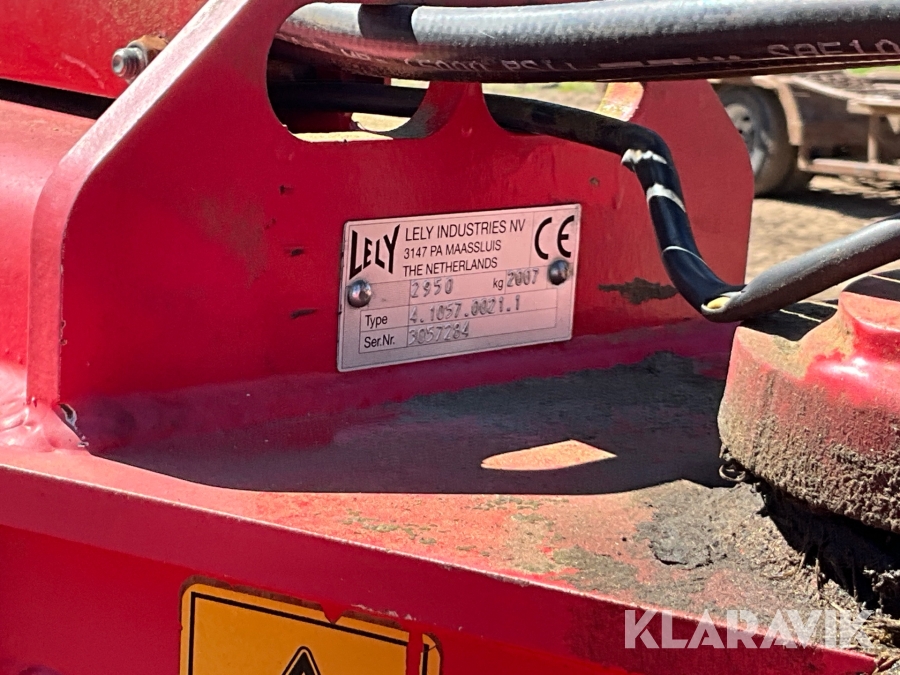 SAE10
LELY
LELY INDUSTRIES NV
3147 PA MAASSLUIS
THE NETHERLANDS
CE
2950 kg 2007
Type 4.1057.0021.1
Ser.Nr. 3057284
KLARAVIK